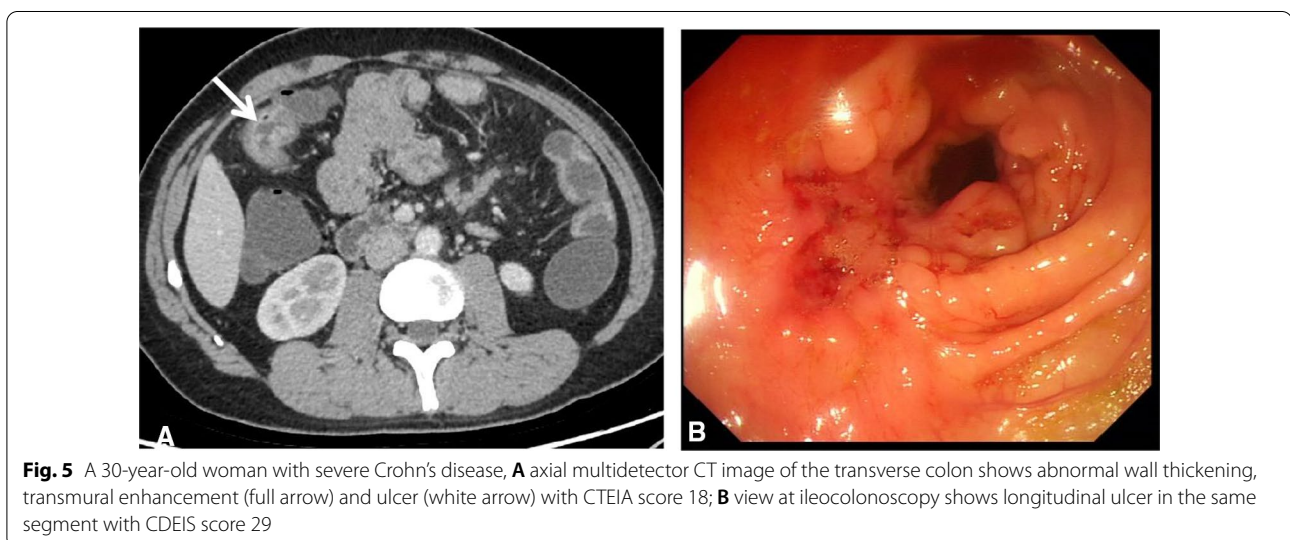 A
B
Fig. 5 A 30-year-old woman with severe Crohn's disease, A axial multidetector CT image of the transverse colon shows abnormal wall thickening,
transmural enhancement (full arrow) and ulcer (white arrow) with CTEIA score 18; B view at ileocolonoscopy shows longitudinal ulcer in the same
segment with CDEIS score 29